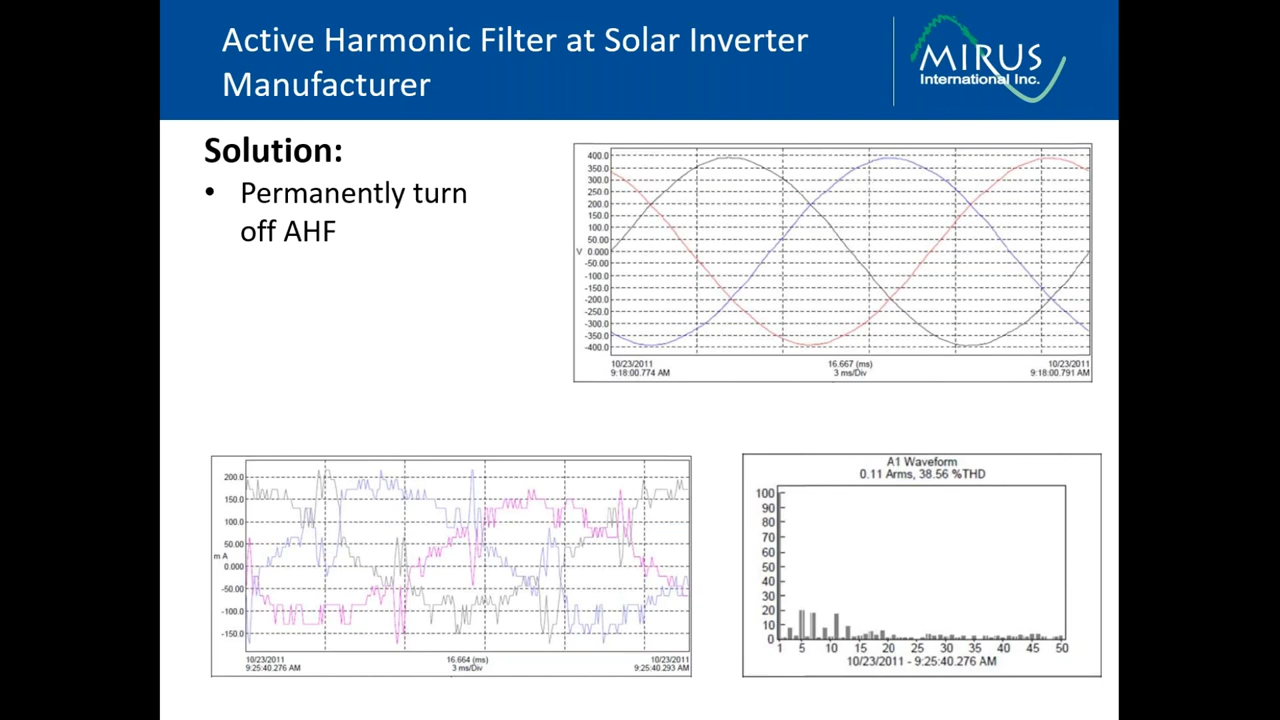 Active Harmonic Filter at Solar Inverter
Manufacturer
MIRUS
International Inc.
Solution:
• Permanently turn
off AHF
400.0
350.0
300.0
250.0
200.0
150.0
100.0
50.00
V 0.000
-50.00
-100.0
-150.0
-200.0
-250.0
-300.0
-350.0
-400.0
10/23/2011 16.667 (ms) 10/23/2011
9:18:00.774 AM 3 ms/Div 9:18:00.791 AM
200.0
150.0
100.0
50.00
m A
0.000
-50.00
-100.0
-150.0
10/23/2011 16.664 (ms) 10/23/2011
9:25:40.276 AM 3 ms/Div 9:25:40.293 AM
A1 Waveform
0.11 Arms, 38.56 %THD
100
90
80
70
60
50
40
30
20
10
0
1 5 10 15 20 25 30 35 40 45 50
10/23/2011 - 9:25:40.276 AM